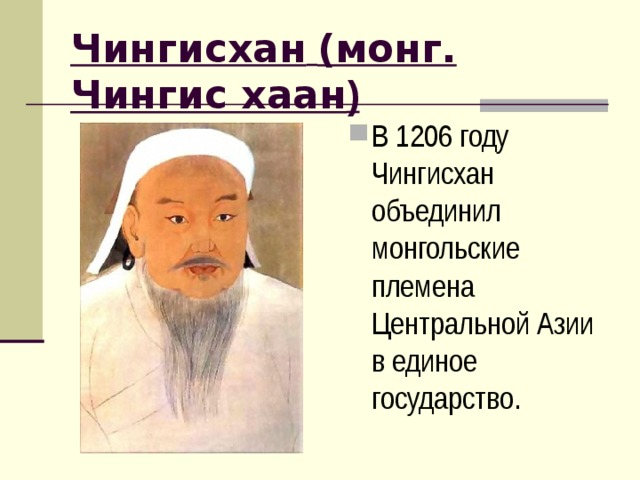 Чингисхан (монг.
Чингис хаан)
В 1206 году
Чингисхан
объединил
монгольские
племена
Центральной Азии
в единое
государство.